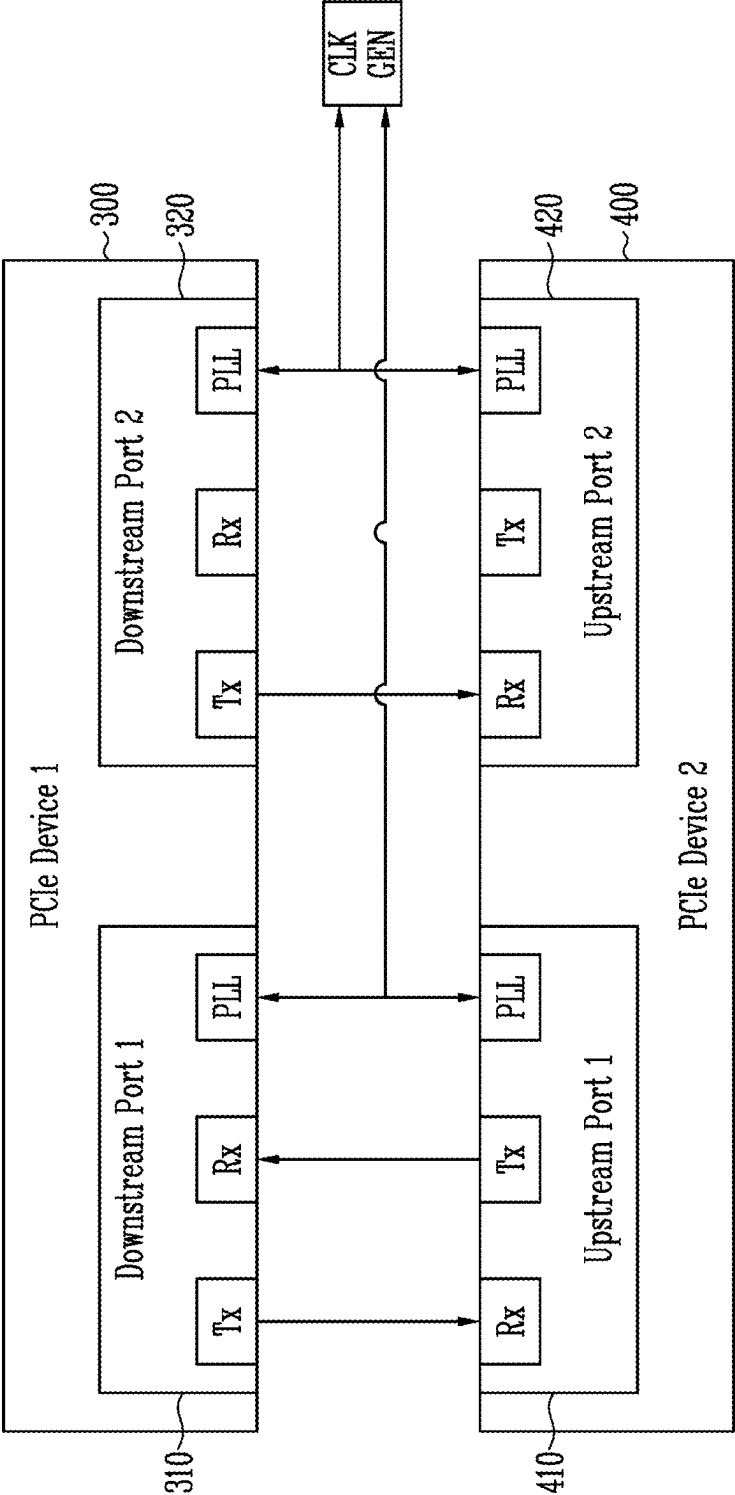 300
PCIe Device 1
310
Downstream Port 1
Tx
Rx
PLL
320
Downstream Port 2
Tx
Rx
PLL
CLK
GEN
Rx
Tx
PLL
Upstream Port 1
410
Rx
Tx
PLL
Upstream Port 2
420
PCIe Device 2
400